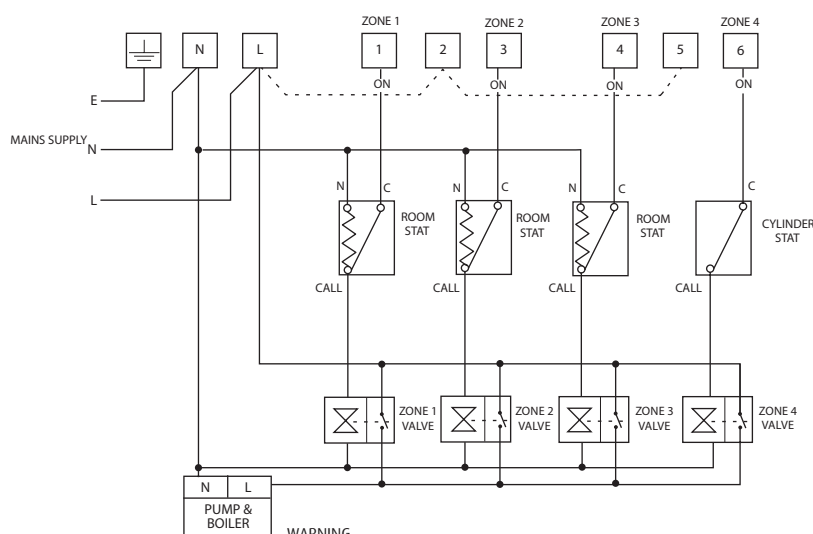 ZONE 1
ZONE 2
ZONE 3
ZONE 4
N
L
1
2
3
4
5
6
ON
ON
ON
ON
E
MAINS SUPPLY
N
L
N
C
N
C
N
C
C
ROOM
STAT
ROOM
STAT
ROOM
STAT
CYLINDER
STAT
CALL
CALL
CALL
CALL
ZONE 1
VALVE
ZONE 2
VALVE
ZONE 3
VALVE
ZONE 4
VALVE
N
L
PUMP &
BOILER
WARNING